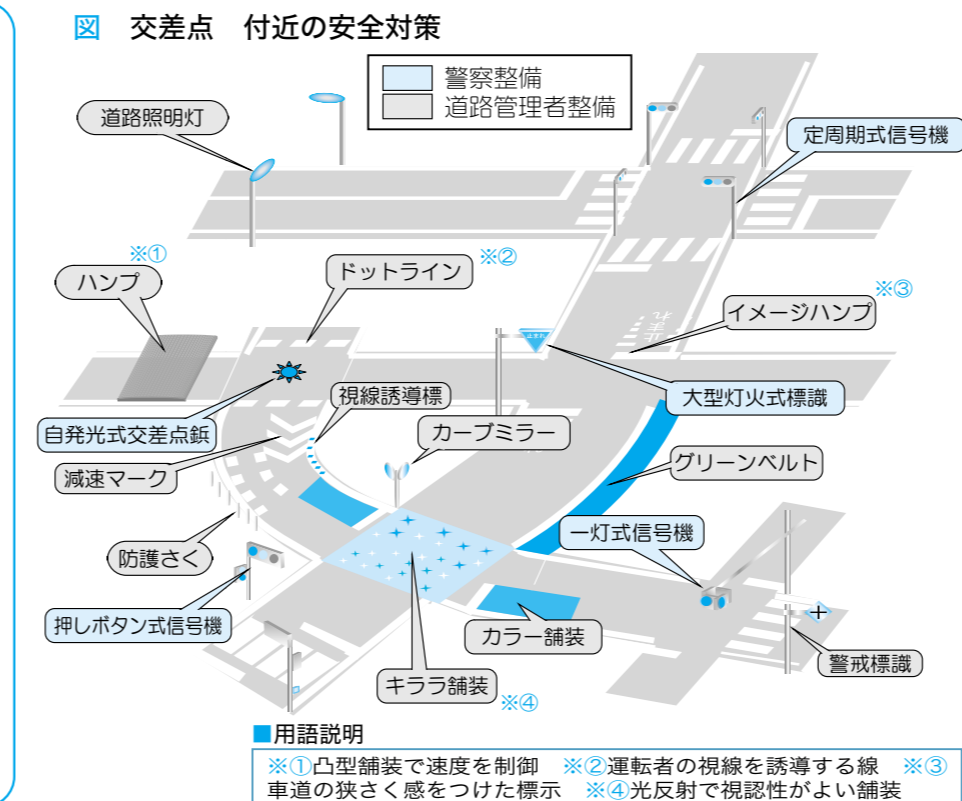 図 交差点 付近の安全対策
警察整備
道路管理者整備
道路照明灯
定周期式信号機
※①
ハンプ
ドットライン
※②
※③
イメージハンプ
止まれ
止まれ
大型灯火式標識
視線誘導標
自発光式交差点鋲
カーブミラー
減速マーク
グリーンベルト
防護さく
一灯式信号機
押しボタン式信号機
カラー舗装
警戒標識
キララ舗装
※④
■用語説明
※①凸型舗装で速度を制御 ※②運転者の視線を誘導する線 ※③
車道の狭さく感をつけた標示 ※④光反射で視認性がよい舗装